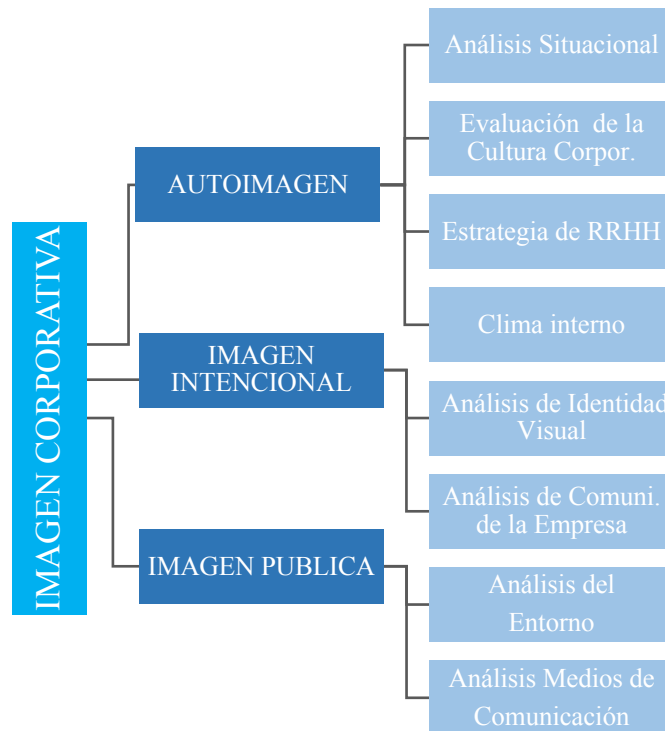 IMAGEN CORPORATIVA
AUTOIMAGEN
Análisis Situacional
Evaluación de la
Cultura Corpor.
Estrategia de RRHH
Clima interno
IMAGEN
INTENCIONAL
Análisis de Identidad
Visual
Análisis de Comuni.
de la Empresa
IMAGEN PUBLICA
Análisis del
Entorno
Análisis Medios de
Comunicación